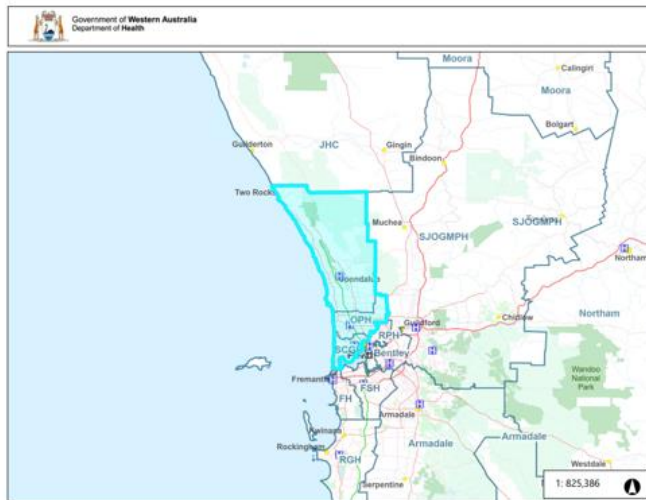 Government of Western Australia
Department of Health
Moora
Calingiri
Moora
Bolgart
Guilderton
JHC
Gingin
Bindoon
Two Rocks
Muchea
SJOGMPH
SJOGMPH
Joondalup
Northam
OPH
Guildford
Chidlow
Northam
RPH
SCG
Bentley
Fremantle
FSH
Wandoo
National
Park
FH
Armadale
Kwinana
Rockingham
Armadale
Armadale
RGH
Westdale
Serpentine
1: 825,386